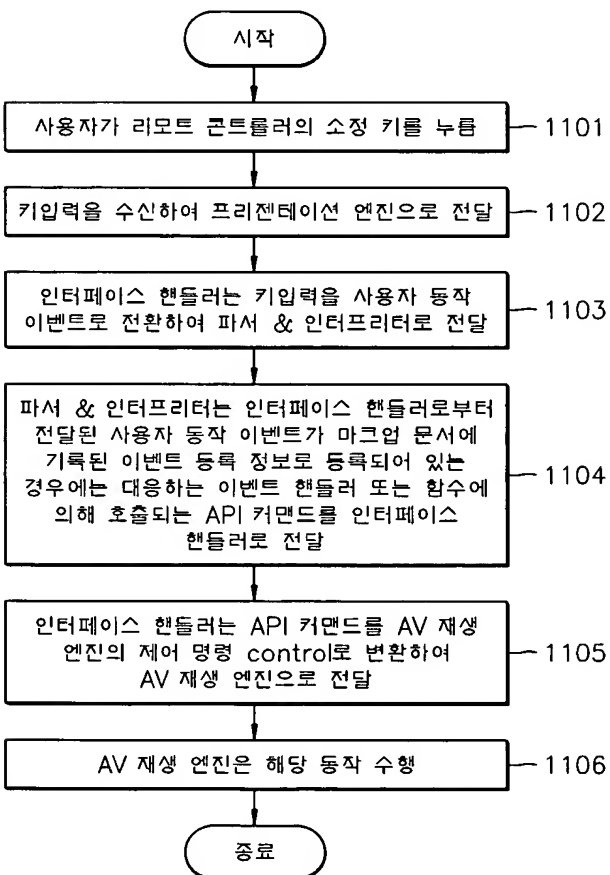 시작
사용자가 리모트 콘트롤러의 소정 키를 누름
1101
키입력을 수신하여 프리젠테이션 엔진으로 전달
1102
인터페이스 핸들러는 키입력을 사용자 동작
이벤트로 전환하여 파서 & 인터프리터로 전달
1103
파서 & 인터프리터는 인터페이스 핸들러로부터
전달된 사용자 동작 이벤트가 마크업 문서에
기록된 이벤트 등록 정보로 등록되어 있는
경우에는 대응하는 이벤트 핸들러 또는 함수에
의해 호출되는 API 커맨드를 인터페이스
핸들러로 전달
1104
인터페이스 핸들러는 API 커맨드를 AV 재생
엔진의 제어 명령 control로 변환하여
AV 재생 엔진으로 전달
1105
AV 재생 엔진은 해당 동작 수행
1106
종료